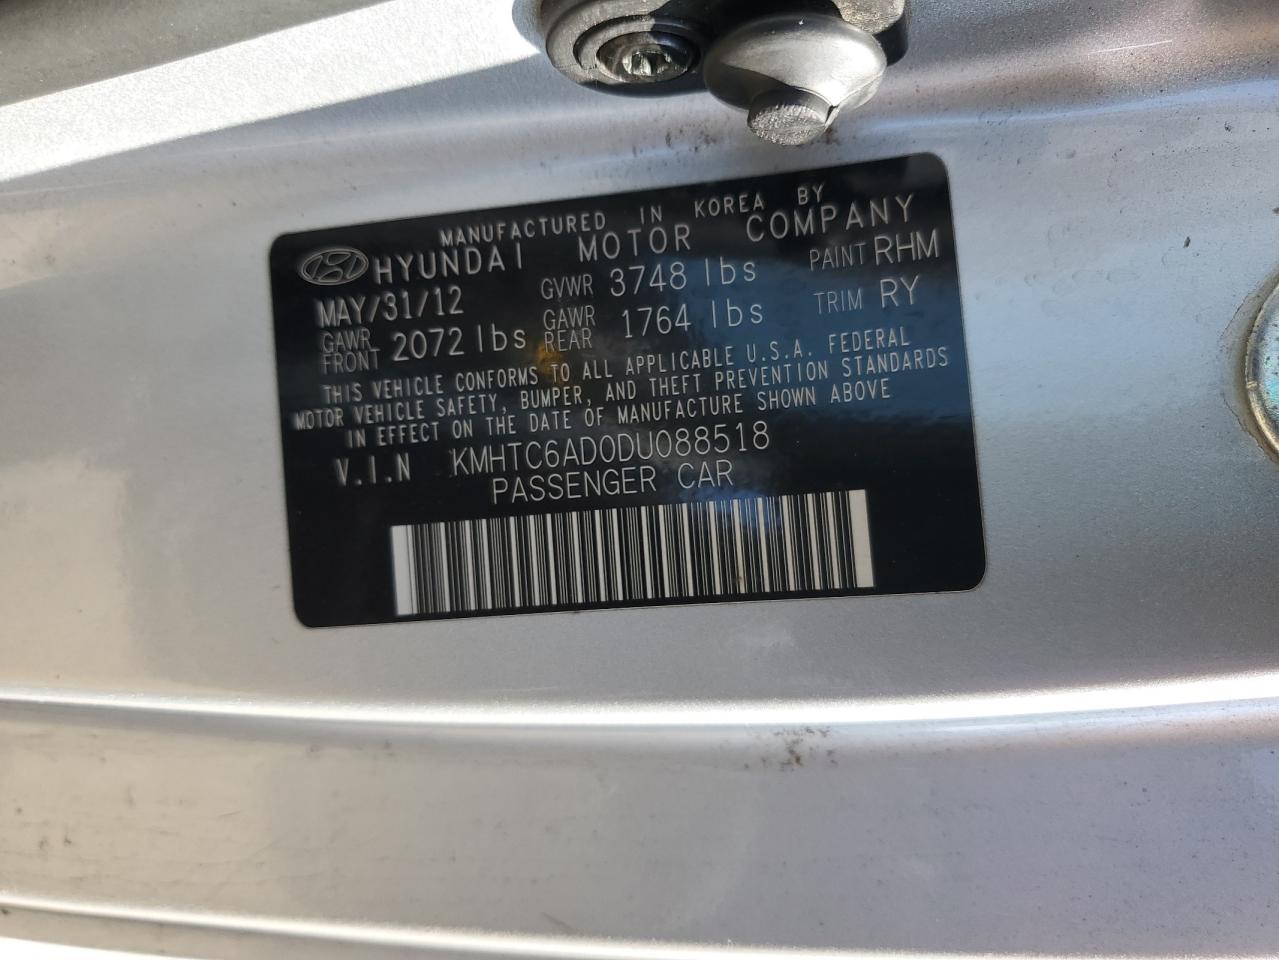 MANUFACTURED IN KOREA BY
HYUNDAI MOTOR COMPANY
MAY/31/12 GVWR 3748 lbs PAINT RHM
GAWR FRONT 2072 lbs GAWR REAR 1764 lbs TRIM RY
THIS VEHICLE CONFORMS TO ALL APPLICABLE U.S.A. FEDERAL
MOTOR VEHICLE SAFETY, BUMPER, AND THEFT PREVENTION STANDARDS
IN EFFECT ON THE DATE OF MANUFACTURE SHOWN ABOVE
V.I.N KMHTC6AD0DU088518
PASSENGER CAR